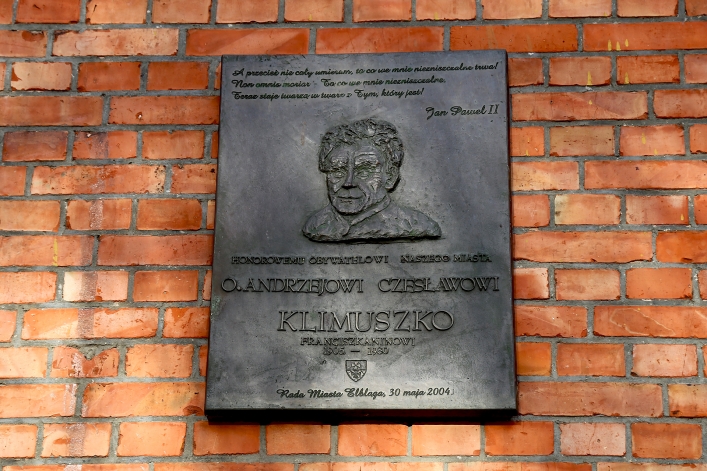 A przecież nie cały umieram, to co we mnie niezniszczalne trwa!
Non omnis moriar - To co we mnie niezniszczalne,
Teraz staje twarzą w twarz z Tym, który jest!
Jan Paweł II
HONOROWEMU OBYWATELOWI NASZEGO MIASTA
O. ANDRZEJOWI CZESŁAWOWI
KLIMUSZKO
FRANCISZKANINOWI
1905 - 1980
Rada Miasta Elbląga, 30 maja 2004